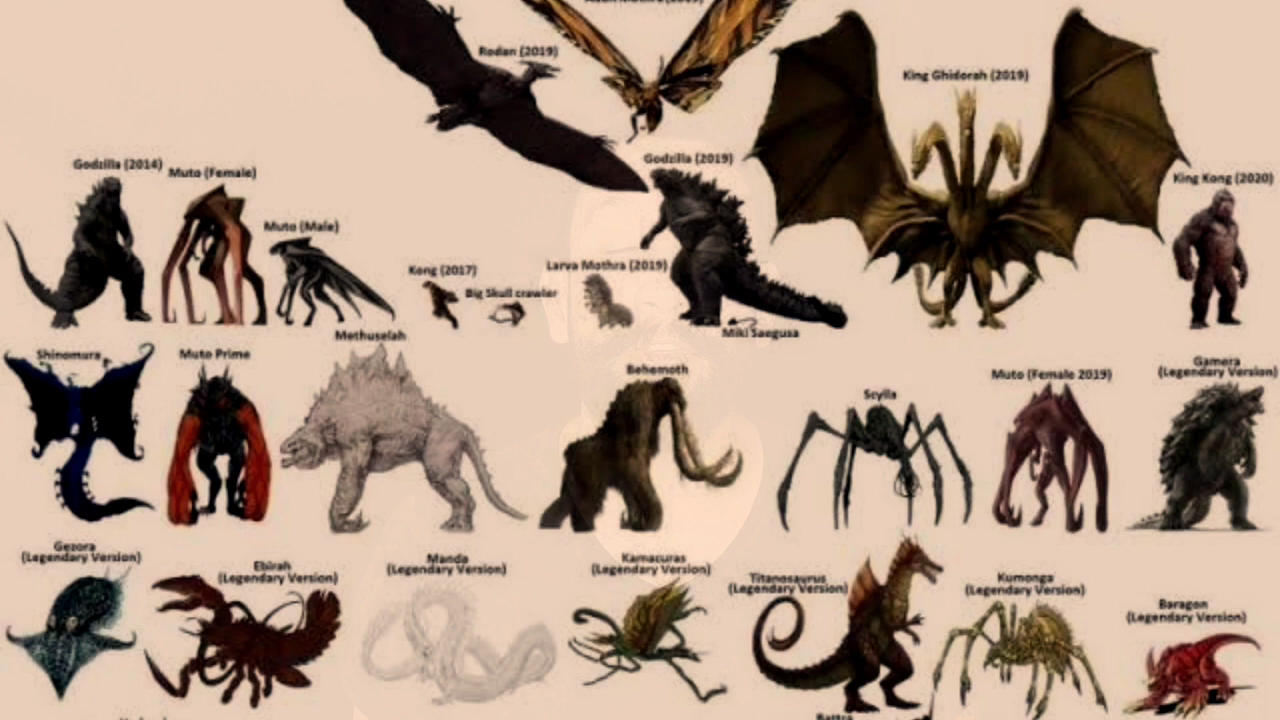 Rodan (2019)
King Ghidorah (2019)
Godzilla (2014)
Muto (Female)
Godzilla (2019)
King Kong (2020)
Muto (Male)
Kong (2017)
Larva Mothra (2019)
Big Skull crawler
Miki Saegusa
Methuselah
Shinomura
Muto Prime
Behemoth
Scylla
Muto (Female 2019)
Gamera
(Legendary Version)
Gezora
(Legendary Version)
Ebirah
(Legendary Version)
Manda
(Legendary Version)
Kamacuras
(Legendary Version)
Titanosaurus
(Legendary Version)
Kumonga
(Legendary Version)
Baragon
(Legendary Version)